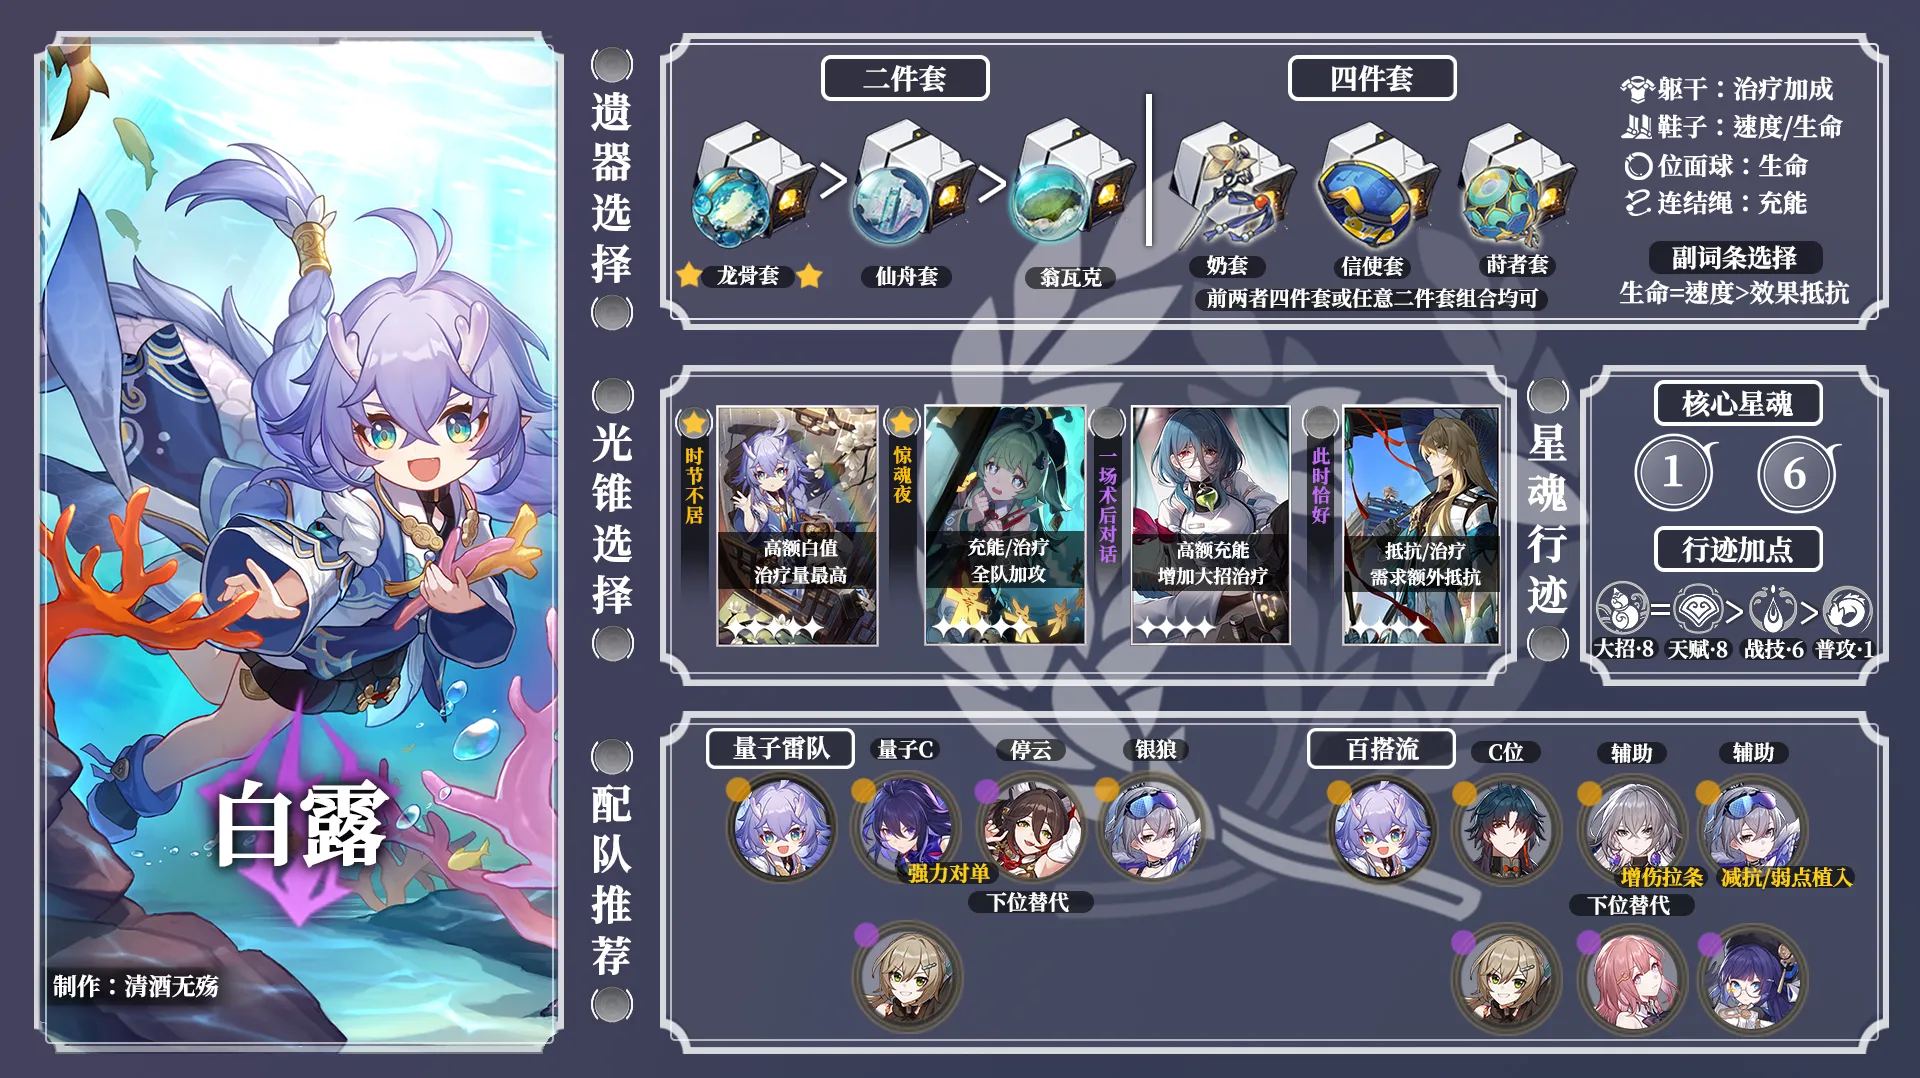 白露
制作：清酒无殇
遗器选择
二件套
龙骨套
>
仙舟套
>
翁瓦克
四件套
奶套
信使套
莳者套
前两者四件套或任意二件套组合均可
躯干：治疗加成
鞋子：速度/生命
位面球：生命
连结绳：充能
副词条选择
生命=速度>效果抵抗
光锥选择
时节不居
高额白值
治疗量最高
惊魂夜
充能/治疗
全队加攻
一场术后对话
高额充能
增加大招治疗
此时恰好
抵抗/治疗
需求额外抵抗
星魂行迹
核心星魂
1
6
行迹加点
= > >
大招·8 天赋·8 战技·6 普攻·1
配队推荐
量子雷队
量子C
停云
银狼
强力对单
下位替代
百搭流
C位
辅助
辅助
增伤拉条
减抗/弱点植入
下位替代